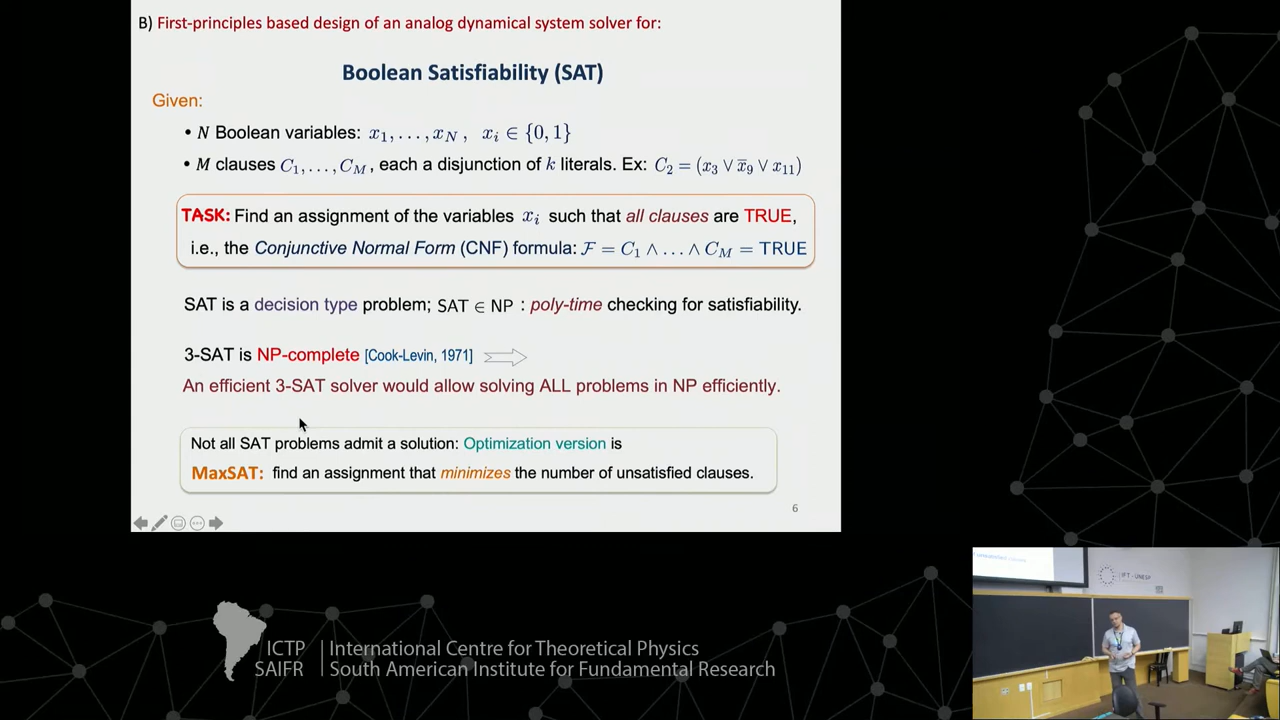 B) First-principles based design of an analog dynamical system solver for:
Boolean Satisfiability (SAT)
Given:
• N Boolean variables: x₁, . . . , x_N , xᵢ ∈ {0, 1}
• M clauses C₁, . . . , C_M, each a disjunction of k literals. Ex: C₂ = (x₃ ∨ x̅₉ ∨ x₁₁)
TASK: Find an assignment of the variables xᵢ such that all clauses are TRUE,
i.e., the Conjunctive Normal Form (CNF) formula: ℱ = C₁ ∧ . . . ∧ C_M = TRUE
SAT is a decision type problem; SAT ∈ NP : poly-time checking for satisfiability.
3-SAT is NP-complete [Cook-Levin, 1971]
An efficient 3-SAT solver would allow solving ALL problems in NP efficiently.
Not all SAT problems admit a solution: Optimization version is
MaxSAT: find an assignment that minimizes the number of unsatisfied clauses.
6
IFT - UNESP
ICTP | International Centre for Theoretical Physics
SAIFR | South American Institute for Fundamental Research